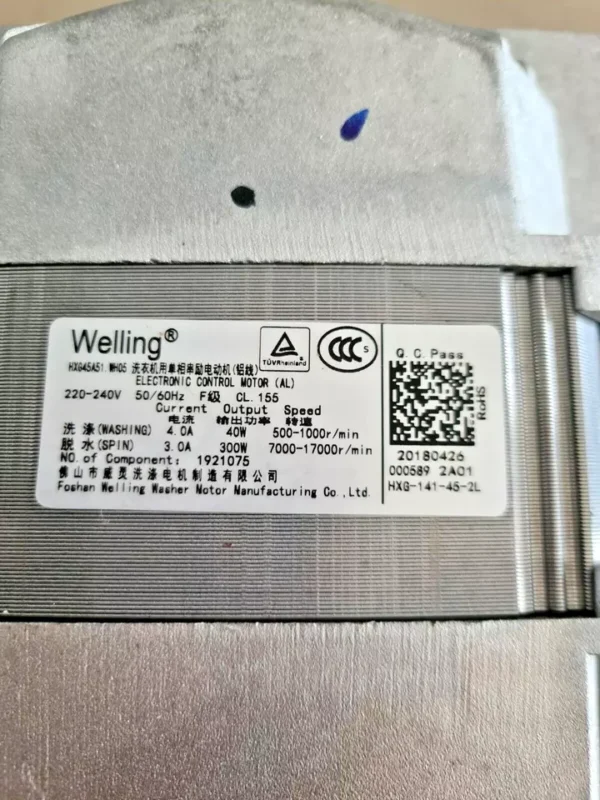 Welling®
TÜVRheinland
CCC S
HXG45A51.WH05 洗衣机用单相串励电动机(铝线)
ELECTRONIC CONTROL MOTOR (AL)
220-240V 50/60Hz F级 CL.155
Current Output Speed
电流 输出功率 转速
洗 涤(WASHING) 4.0A 40W 500-1000r/min
脱 水(SPIN) 3.0A 300W 7000-17000r/min
NO.of Component: 1921075
佛山市威灵洗涤电机制造有限公司
Foshan Welling Washer Motor Manufacturing Co.,Ltd.
Q.C.Pass
RoHS
20180426
000589 2A01
HXG-141-45-2L